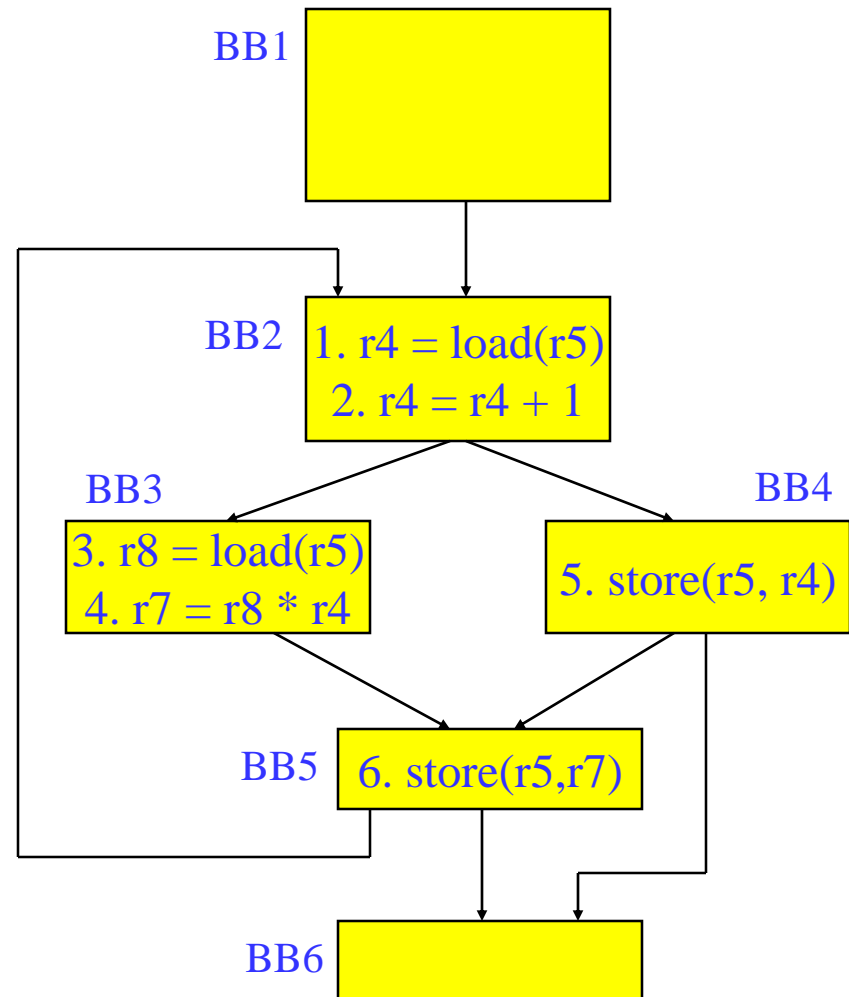 BB1
BB2
1. r4 = load(r5)
2. r4 = r4 + 1
BB3
3. r8 = load(r5)
4. r7 = r8 * r4
BB4
5. store(r5, r4)
BB5
6. store(r5,r7)
BB6